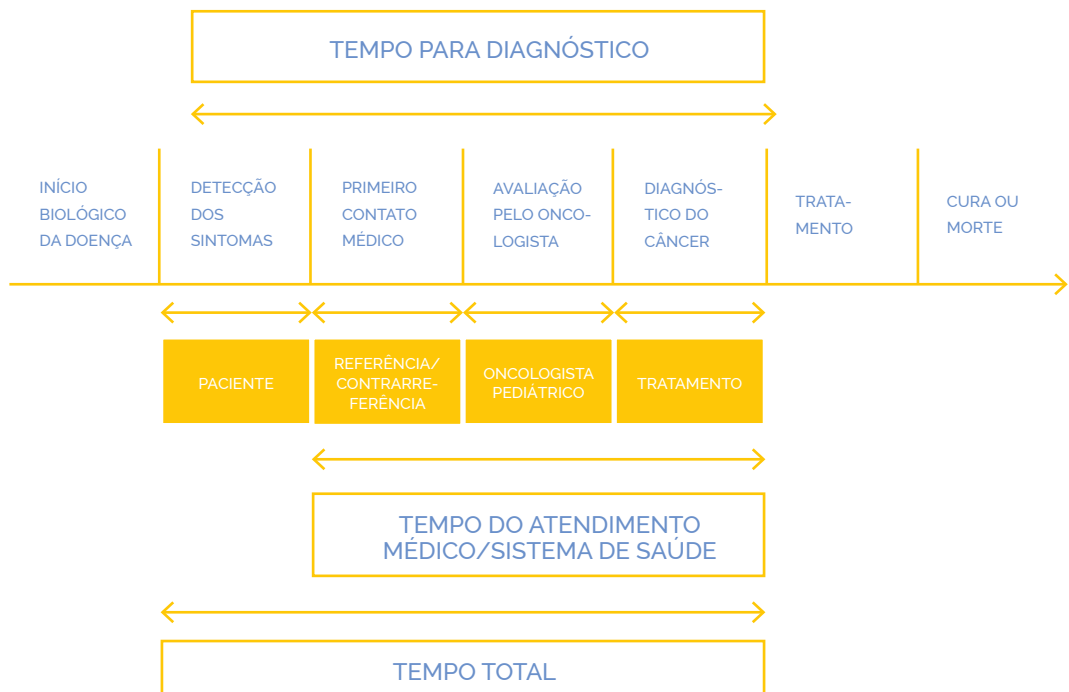 TEMPO PARA DIAGNÓSTICO
INÍCIO
BIOLÓGICO
DA DOENÇA
DETECÇÃO
DOS
SINTOMAS
PRIMEIRO
CONTATO
MÉDICO
AVALIAÇÃO
PELO ONCO-
LOGISTA
DIAGNÓS-
TICO DO
CÂNCER
TRATA-
MENTO
CURA OU
MORTE
PACIENTE
REFERÊNCIA/
CONTRARRE-
FERÊNCIA
ONCOLOGISTA
PEDIÁTRICO
TRATAMENTO
TEMPO DO ATENDIMENTO
MÉDICO/SISTEMA DE SAÚDE
TEMPO TOTAL